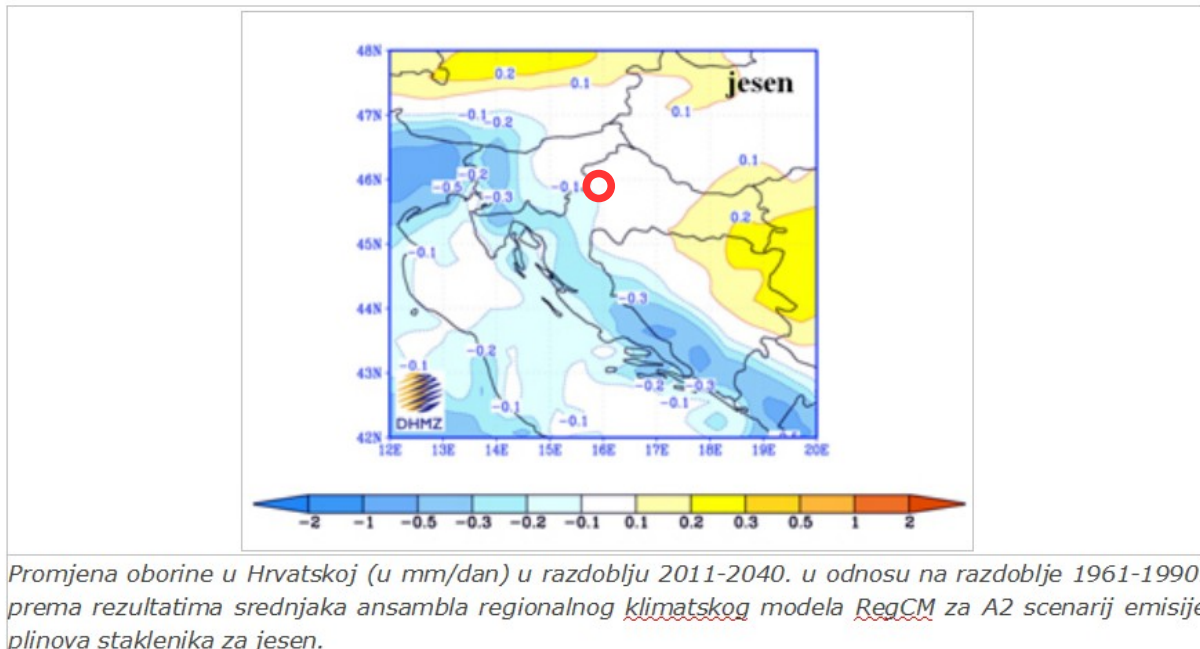 48N
0.2
0.1
jesen
47N
-0.1
-0.2
0.1
46N
-0.2
-0.5
-0.1
0.1
-0.3
0.2
45N
-0.1
44N
-0.3
43N
-0.2
-0.1
-0.2
-0.3
-0.1
-0.1
-0.1
DHMZ
42N
12E 13E 14E 15E 16E 17E 18E 19E 20E
-2 -1 -0.5 -0.3 -0.2 -0.1 0.1 0.2 0.3 0.5 1 2
Promjena oborine u Hrvatskoj (u mm/dan) u razdoblju 2011-2040. u odnosu na razdoblje 1961-1990
prema rezultatima srednjaka ansambla regionalnog klimatskog modela RegCM za A2 scenarij emisije
plinova staklenika za jesen.